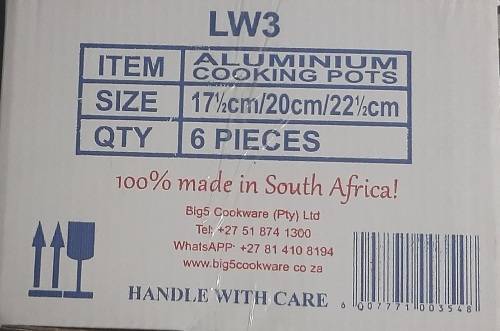 LW3
ITEM ALUMINIUM COOKING POTS
SIZE 17½cm/20cm/22½cm
QTY 6 PIECES
100% made in South Africa!
Big5 Cookware (Pty) Ltd
Tel: +27 51 874 1300
WhatsAPP: +27 81 410 8194
www.big5cookware co za
HANDLE WITH CARE
6 007771 003548